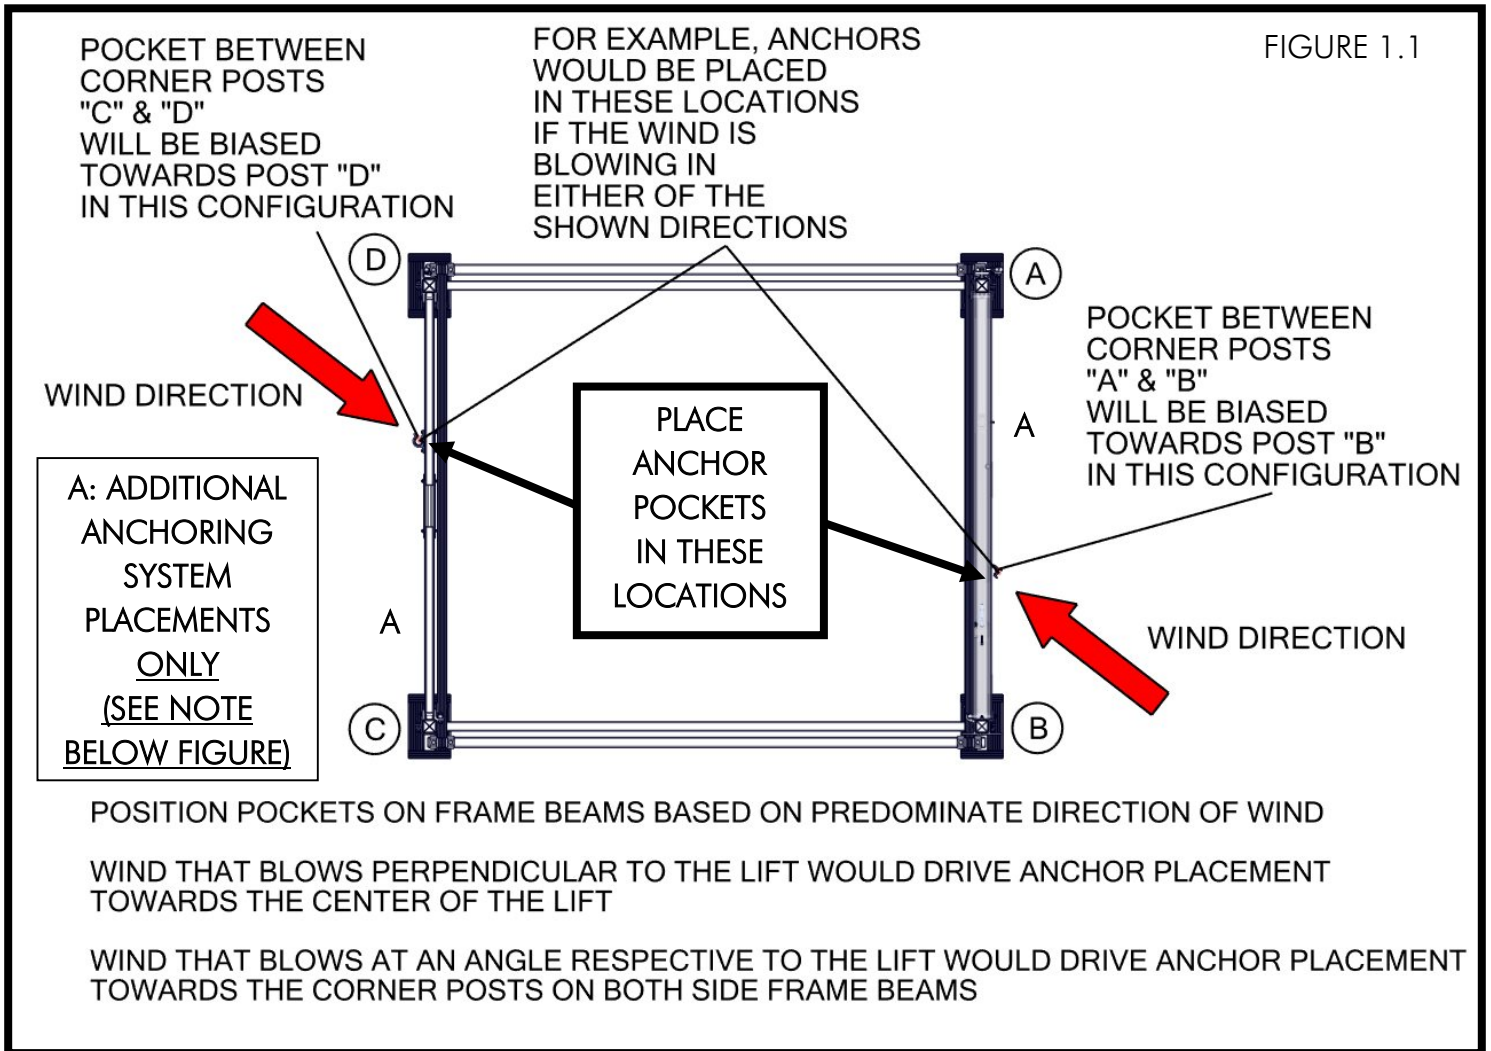 FIGURE 1.1
POCKET BETWEEN
CORNER POSTS
"C" & "D"
WILL BE BIASED
TOWARDS POST "D"
IN THIS CONFIGURATION
FOR EXAMPLE, ANCHORS
WOULD BE PLACED
IN THESE LOCATIONS
IF THE WIND IS
BLOWING IN
EITHER OF THE
SHOWN DIRECTIONS
D
A
WIND DIRECTION
POCKET BETWEEN
CORNER POSTS
"A" & "B"
WILL BE BIASED
TOWARDS POST "B"
IN THIS CONFIGURATION
PLACE
ANCHOR
POCKETS
IN THESE
LOCATIONS
A
A: ADDITIONAL
ANCHORING
SYSTEM
PLACEMENTS
ONLY
(SEE NOTE
BELOW FIGURE)
A
WIND DIRECTION
C
B
POSITION POCKETS ON FRAME BEAMS BASED ON PREDOMINATE DIRECTION OF WIND
WIND THAT BLOWS PERPENDICULAR TO THE LIFT WOULD DRIVE ANCHOR PLACEMENT
TOWARDS THE CENTER OF THE LIFT
WIND THAT BLOWS AT AN ANGLE RESPECTIVE TO THE LIFT WOULD DRIVE ANCHOR PLACEMENT
TOWARDS THE CORNER POSTS ON BOTH SIDE FRAME BEAMS